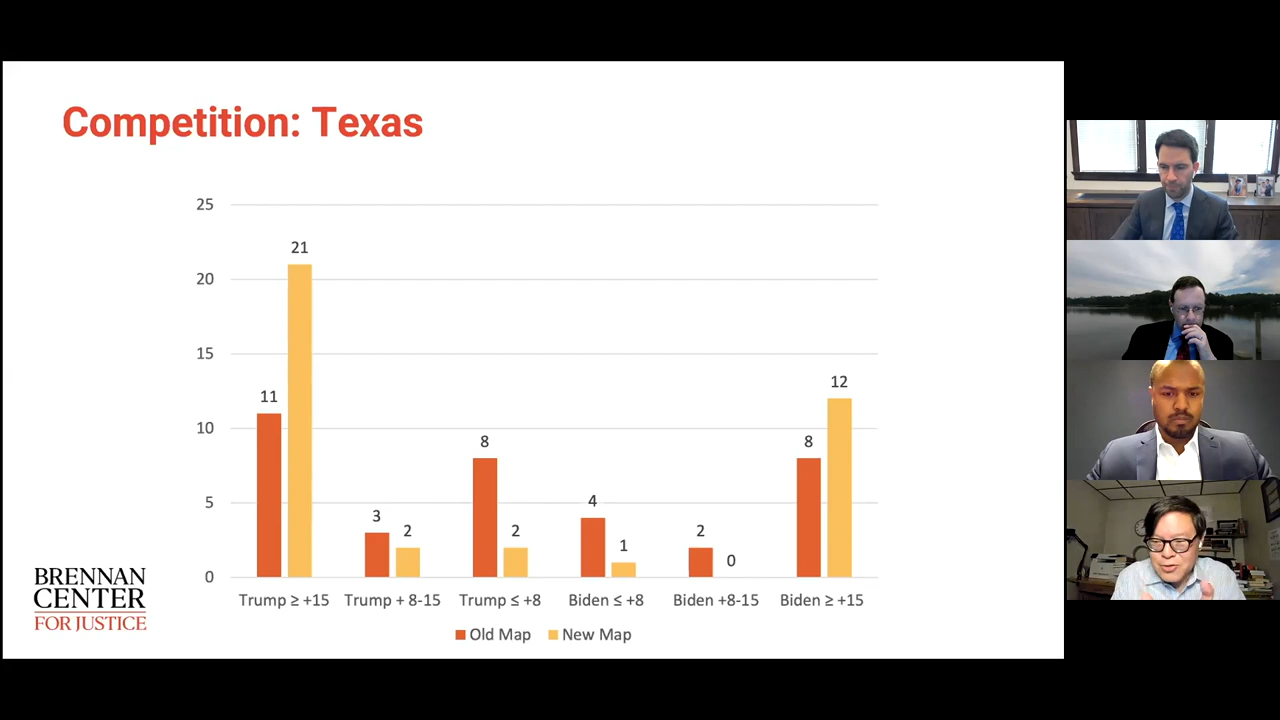 Competition: Texas
25
20
15
10
5
0
11
21
3
2
8
2
4
1
2
0
8
12
Trump ≥ +15
Trump + 8-15
Trump ≤ +8
Biden ≤ +8
Biden +8-15
Biden ≥ +15
Old Map
New Map
BRENNAN
CENTER
FOR JUSTICE